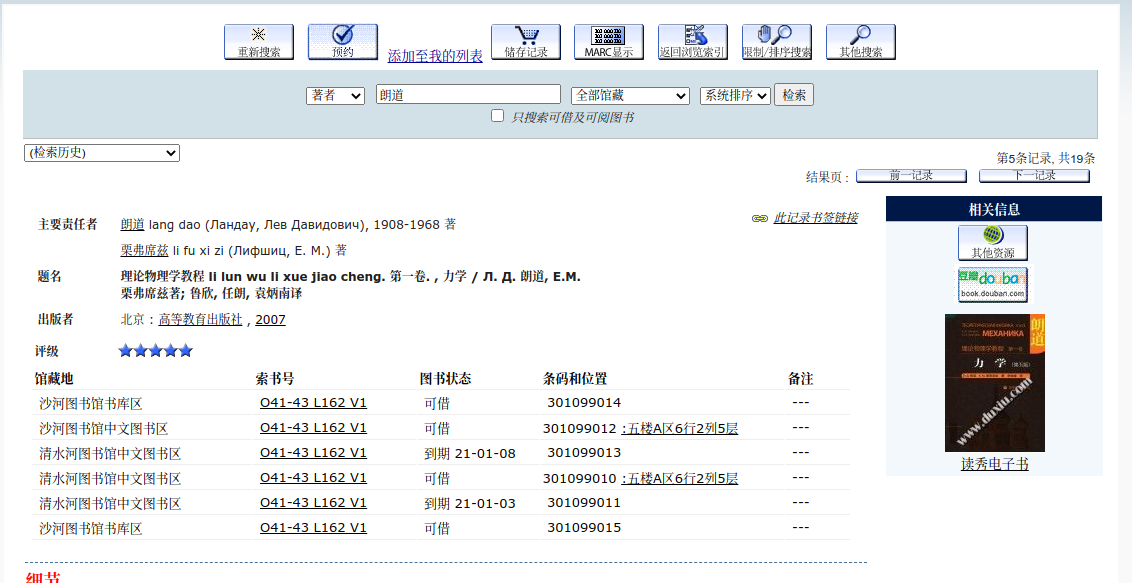 重新搜索 预约 添加至我的列表 储存记录 MARC显示 返回浏览索引 限制/排序搜索 其他搜索
著者 朗道 全部馆藏 系统排序 检索
只搜索可借及可阅图书
(检索历史)
第5条记录, 共19条
结果页 : 前一记录 下一记录
此记录书签链接
主要责任者 朗道 lang dao (Ландау, Лев Давидович), 1908-1968 著
栗弗席兹 li fu xi zi (Лифшиц, Е. М.) 著
题名 理论物理学教程 li lun wu li xue jiao cheng. 第一卷. , 力学 / Л. Д. 朗道, Е.М.
栗弗席兹著; 鲁欣, 任朗, 袁炳南译
出版者 北京 : 高等教育出版社 , 2007
评级
馆藏地 索书号 图书状态 条码和位置 备注
沙河图书馆书库区 O41-43 L162 V1 可借 301099014 ---
沙河图书馆中文图书区 O41-43 L162 V1 可借 301099012 :五楼A区6行2列5层 ---
清水河图书馆中文图书区 O41-43 L162 V1 到期 21-01-08 301099013 ---
清水河图书馆中文图书区 O41-43 L162 V1 可借 301099010 :五楼A区6行2列5层 ---
清水河图书馆中文图书区 O41-43 L162 V1 到期 21-01-03 301099011 ---
沙河图书馆书库区 O41-43 L162 V1 可借 301099015 ---
细节
相关信息
其他资源
豆瓣douban
book.douban.com
朗道
МЕХАНИКА
理论物理学教程 第一卷
力 学 (第5版)
www.duxiu.com
读秀电子书